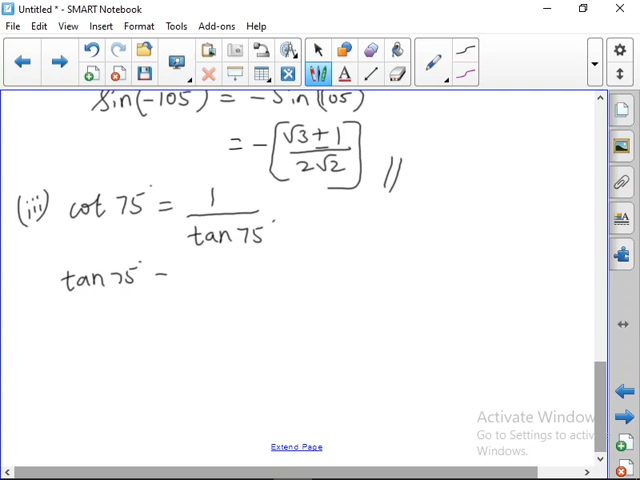 Untitled * - SMART Notebook
File Edit View Insert Format Tools Add-ons Help
Sin(-105) = - Sin(105)
= - [ √3 ± 1 / 2√2 ] //
(iii) cot 75° = 1 / tan 75°
tan 75° =
Extend Page
Activate Window
Go to Settings to activ
Windows.